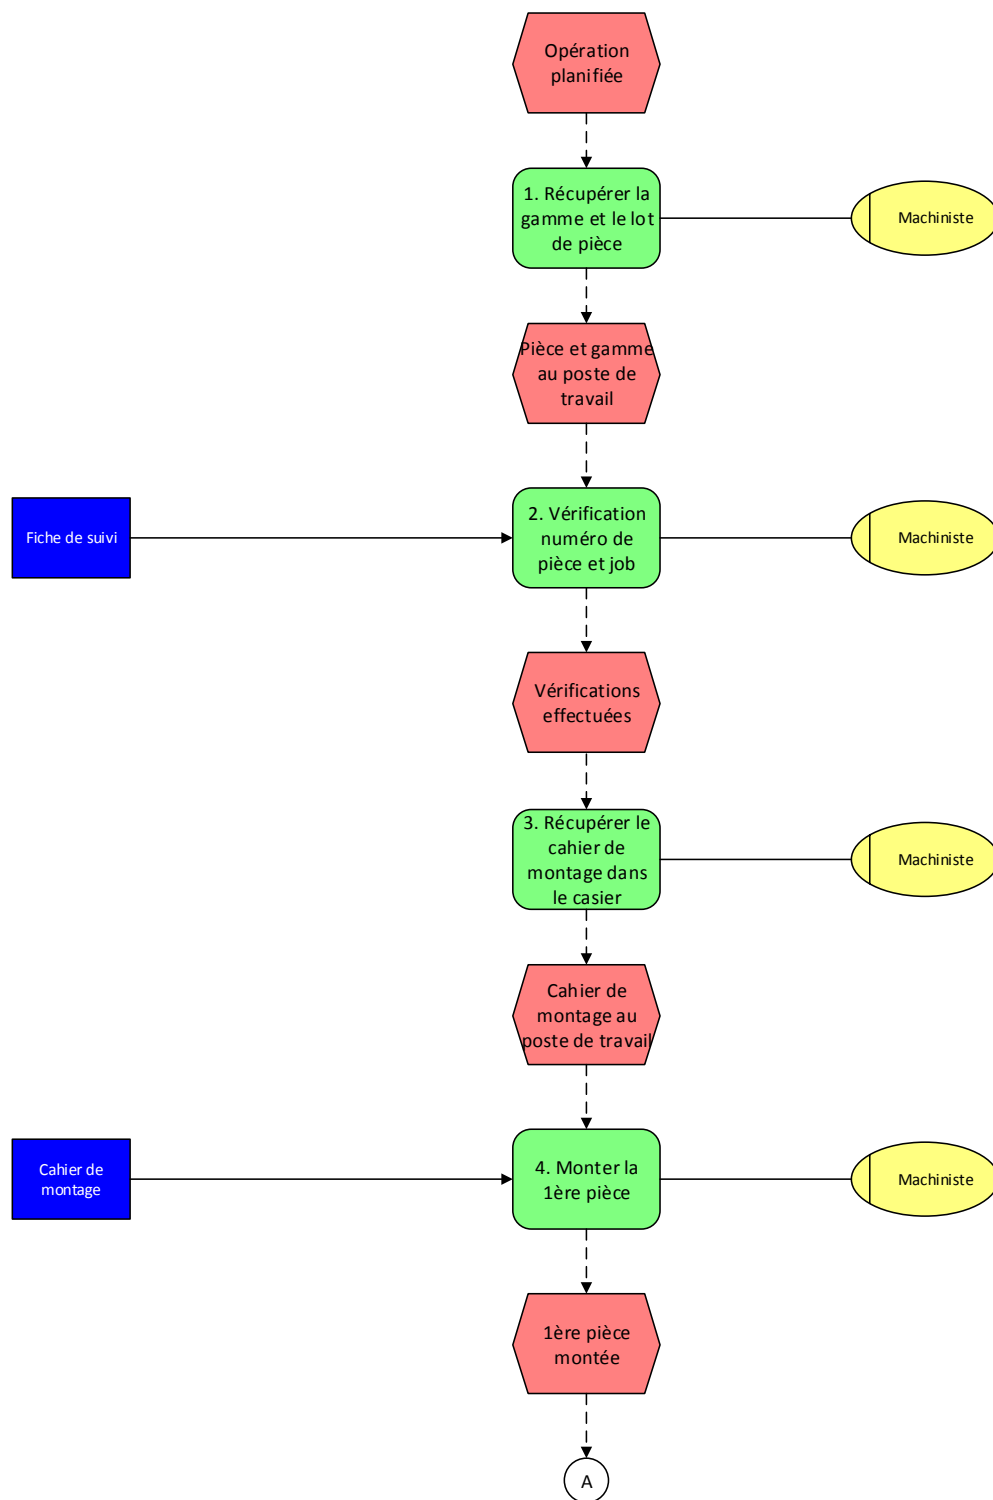 Opération
planifiée
1. Récupérer la
gamme et le lot
de pièce
Machiniste
Pièce et gamme
au poste de
travail
Fiche de suivi
2. Vérification
numéro de
pièce et job
Machiniste
Vérifications
effectuées
3. Récupérer le
cahier de
montage dans
le casier
Machiniste
Cahier de
montage au
poste de travail
Cahier de
montage
4. Monter la
1ère pièce
Machiniste
1ère pièce
montée
A